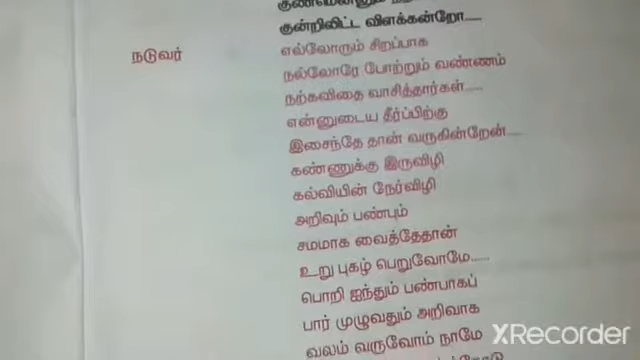 குன்றிலிட்ட விளக்கன்றோ.....
நடுவர்
எல்லோரும் சிறப்பாக
நல்லோரே போற்றும் வண்ணம்
நற்கவிதை வாசித்தார்கள்.....
என்னுடைய தீர்ப்பிற்கு
இசைந்தே தான் வருகின்றேன்....
கண்ணுக்கு இருவிழி
கல்வியின் நேர்விழி
அறிவும் பண்பும்
சமமாக வைத்தேதான்
உறு புகழ் பெறுவோமே......
பொறி ஐந்தும் பண்பாகப்
பார் முழுவதும் அறிவாக
வலம் வருவோம் நாமே
XRecorder